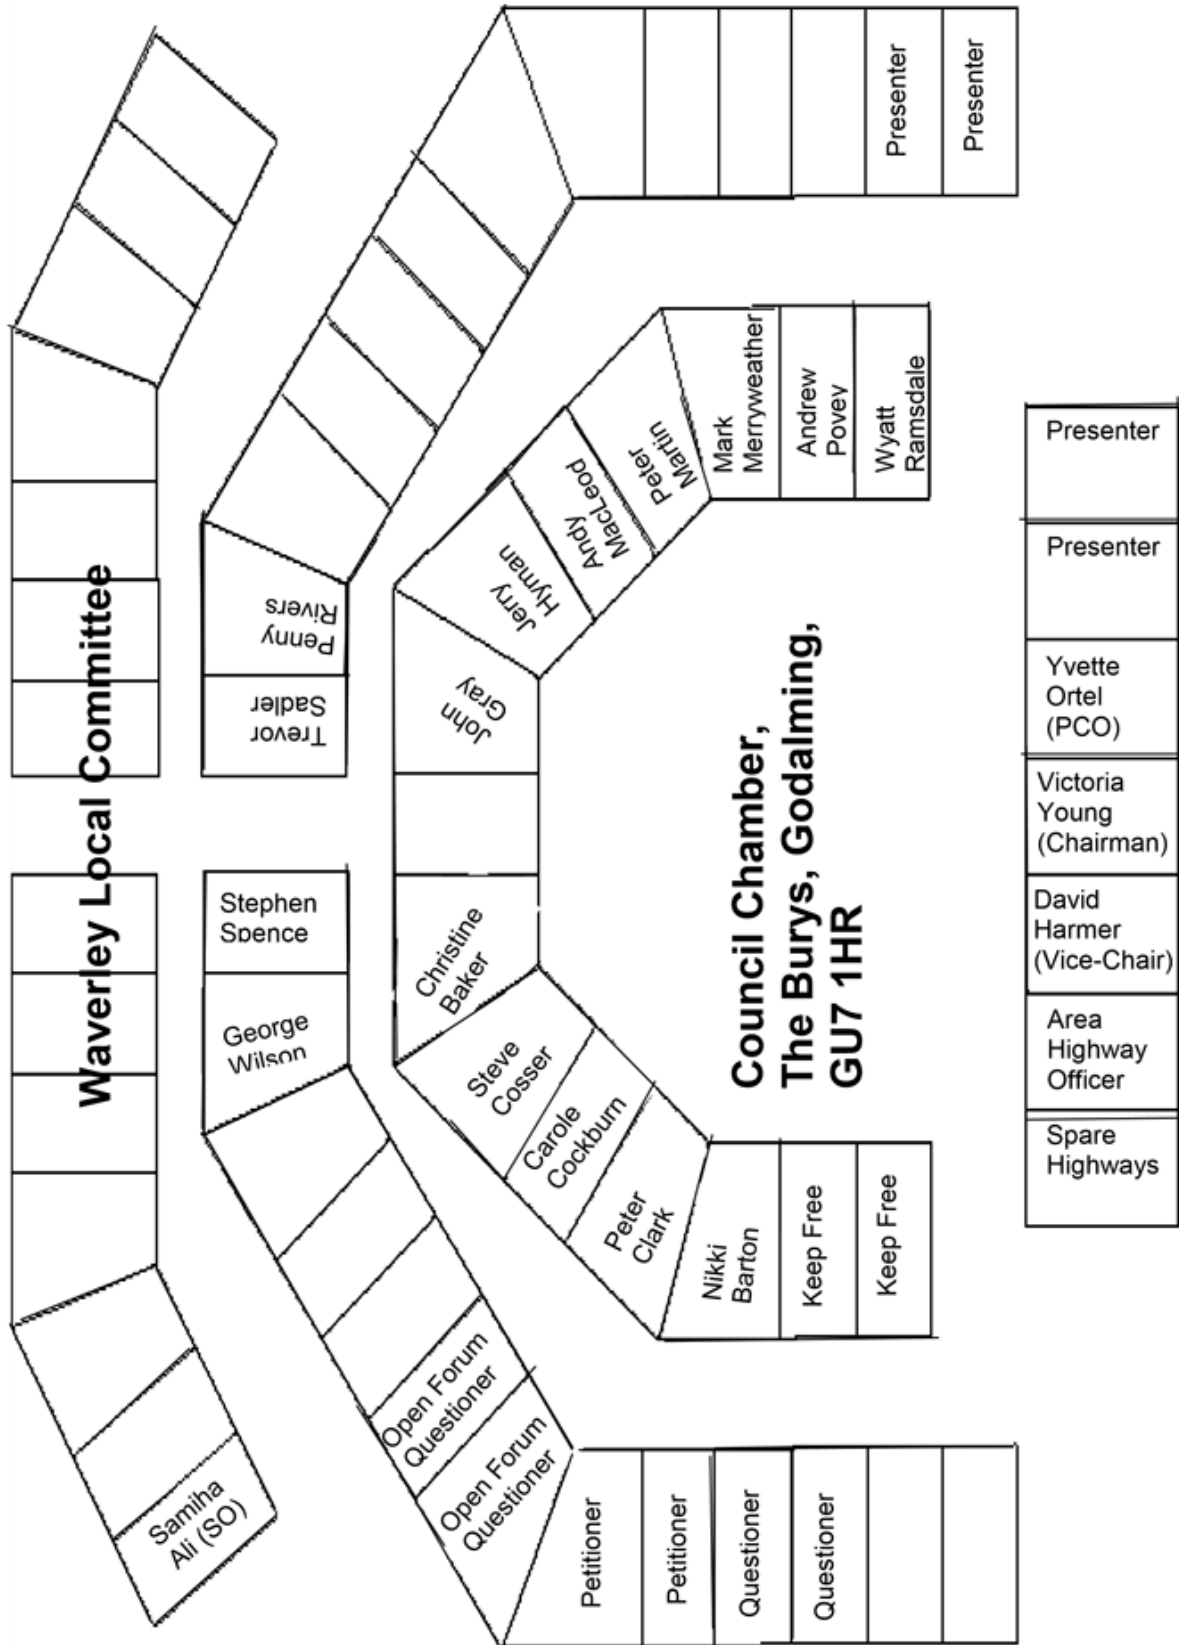 Waverley Local Committee
Council Chamber,
The Burys, Godalming,
GU7 1HR
Presenter
Presenter
Penny
Rivers
Trevor
Sadler
Stephen
Spence
George
Wilson
Mark
Merryweather
Andrew
Povey
Wyatt
Ramsdale
Peter
Martin
Andy
MacLeod
Jerry
Hyman
John
Gray
Christine
Baker
Steve
Cosser
Carole
Cockburn
Peter
Clark
Nikki
Barton
Keep Free
Keep Free
Presenter
Presenter
Yvette
Ortel
(PCO)
Victoria
Young
(Chairman)
David
Harmer
(Vice-Chair)
Area
Highway
Officer
Spare
Highways
Samiha
Ali (SO)
Open Forum
Questioner
Open Forum
Questioner
Petitioner
Petitioner
Questioner
Questioner